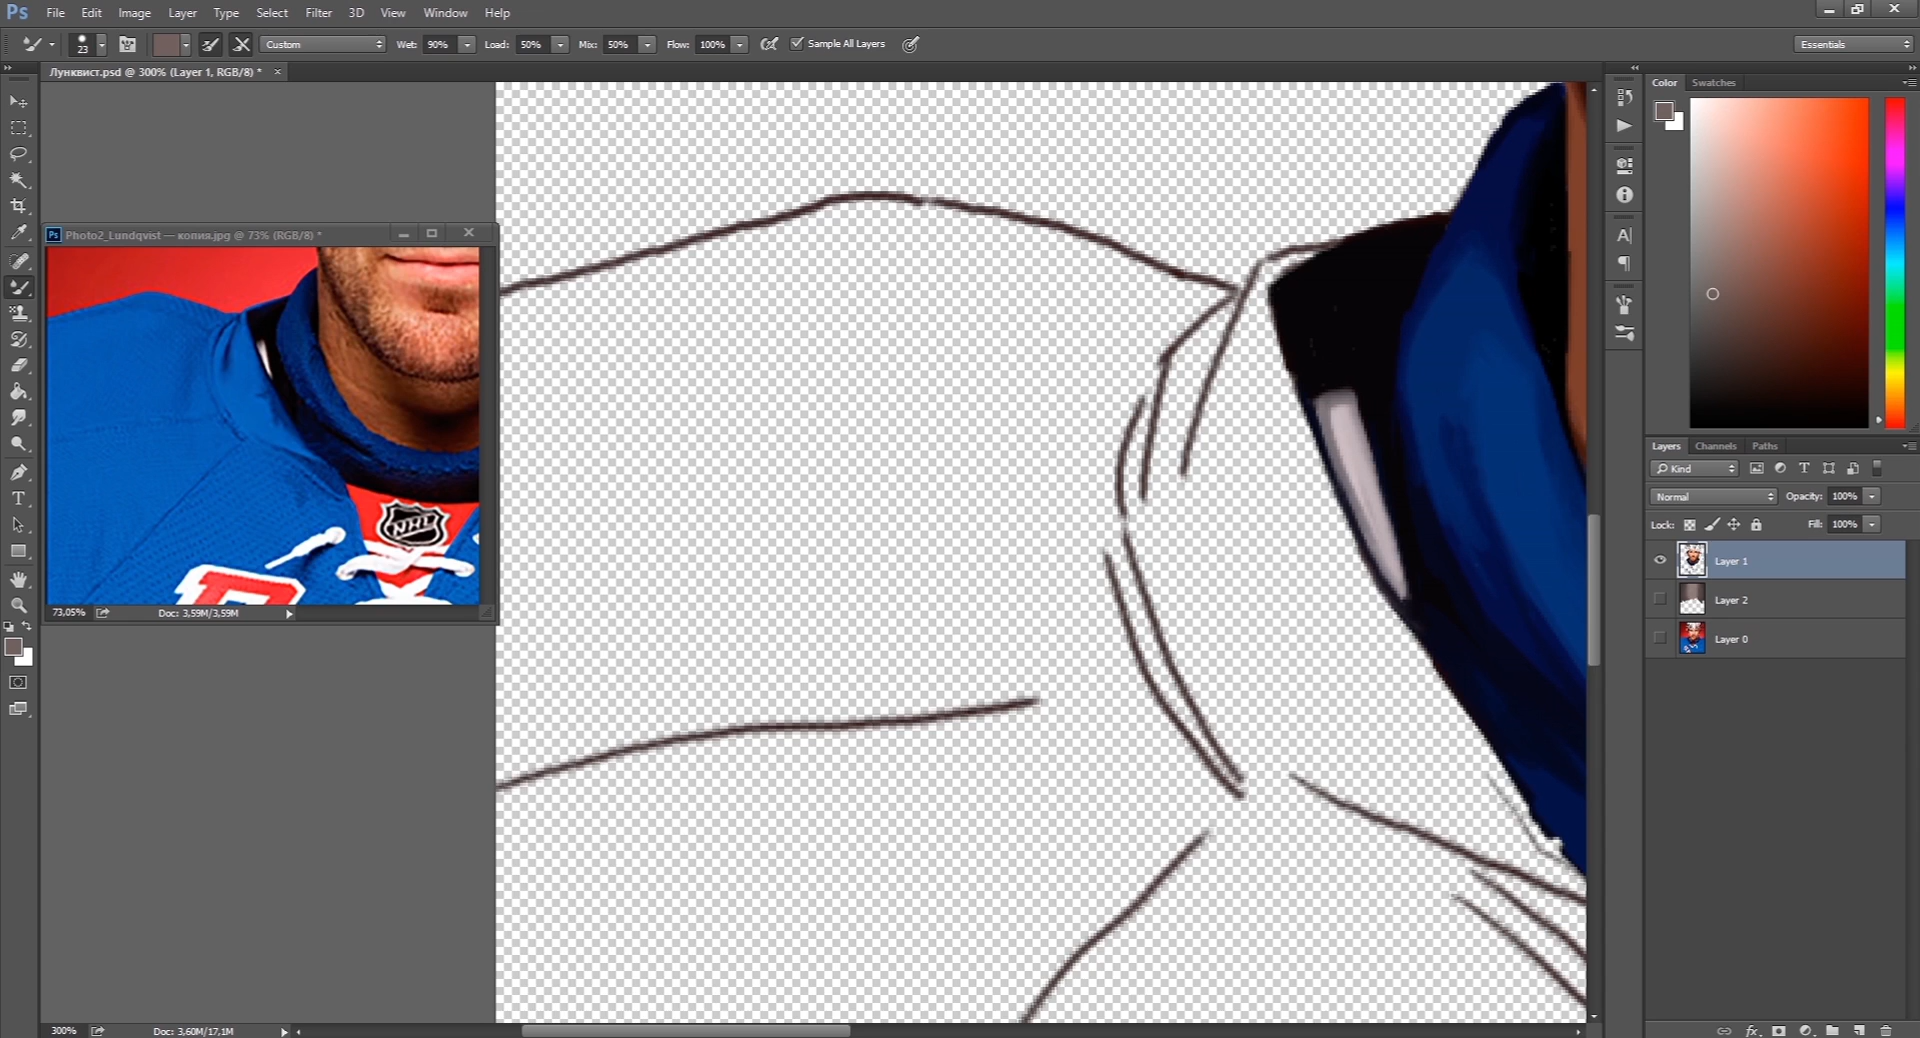 Ps File Edit Image Layer Type Select Filter 3D View Window Help
23 Custom Wet: 90% Load: 50% Mix: 50% Flow: 100% Sample All Layers Essentials
Лунквист.psd @ 300% (Layer 1, RGB/8) * ×
Color Swatches
Ps Photo2_Lundqvist — копия.jpg @ 73% (RGB/8) *
NHL
73,05% Doc: 3,59M/3,59M
Layers Channels Paths
Kind
Normal Opacity: 100%
Lock: Fill: 100%
Layer 1
Layer 2
Layer 0
300% Doc: 3,60M/17,1M